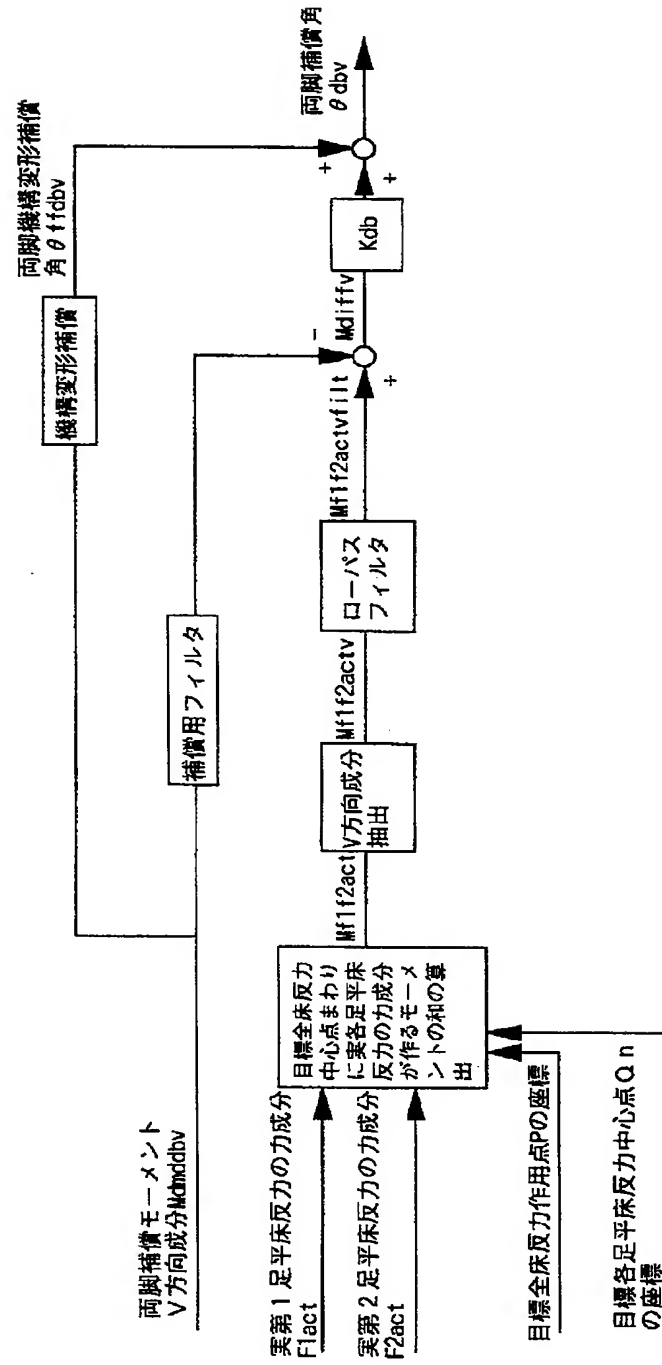 両脚機構変形補償
角θffdbv
機構変形補償
両脚補償角
θdbv
両脚補償モーメント
V方向成分Mdmddbv
補償用フィルタ
+
+
Kdb
Mdiffv
-
+
Mf1f2actvfilt
ローパス
フィルタ
Mf1f2actv
V方向成分
抽出
Mf1f2act
目標全床反力
中心点まわり
に実各足平床
反力の力成分
が作るモーメ
ントの和の算
出
実第1足平床反力の力成分
F1act
実第2足平床反力の力成分
F2act
目標全床反力作用点Pの座標
目標各足平床反力中心点Qn
の座標